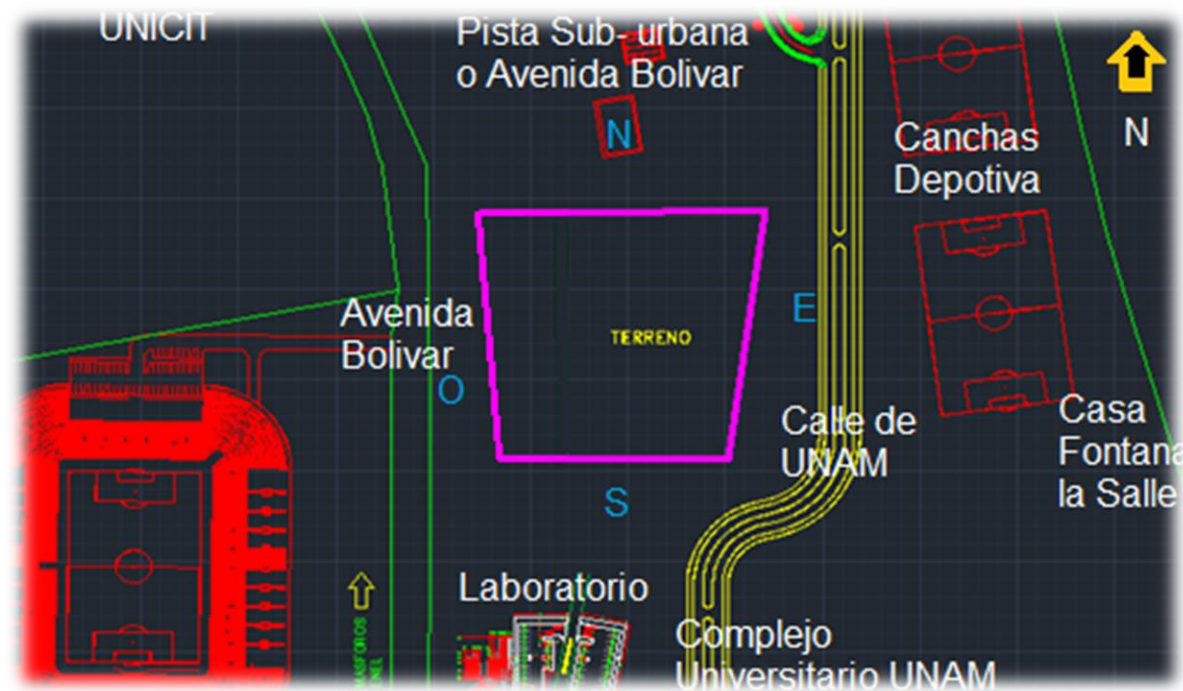 UNICIT
Pista Sub- urbana
o Avenida Bolivar
N
N
Canchas
Depotiva
Avenida
Bolivar
O
TERRENO
E
Calle de
UNAM
Casa
Fontana
la Salle
S
Laboratorio
Complejo
Universitario UNAM